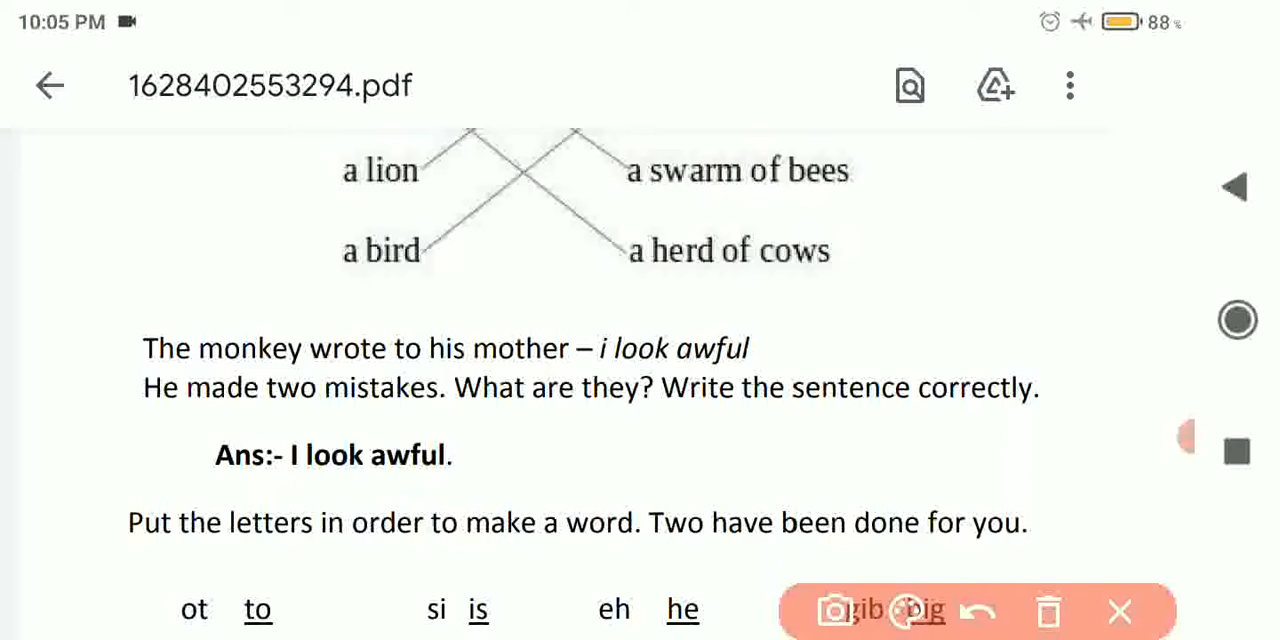 10:05 PM 88%
1628402553294.pdf
a lion a swarm of bees
a bird a herd of cows
The monkey wrote to his mother – i look awful
He made two mistakes. What are they? Write the sentence correctly.
Ans:- I look awful.
Put the letters in order to make a word. Two have been done for you.
ot to si is eh he gib big